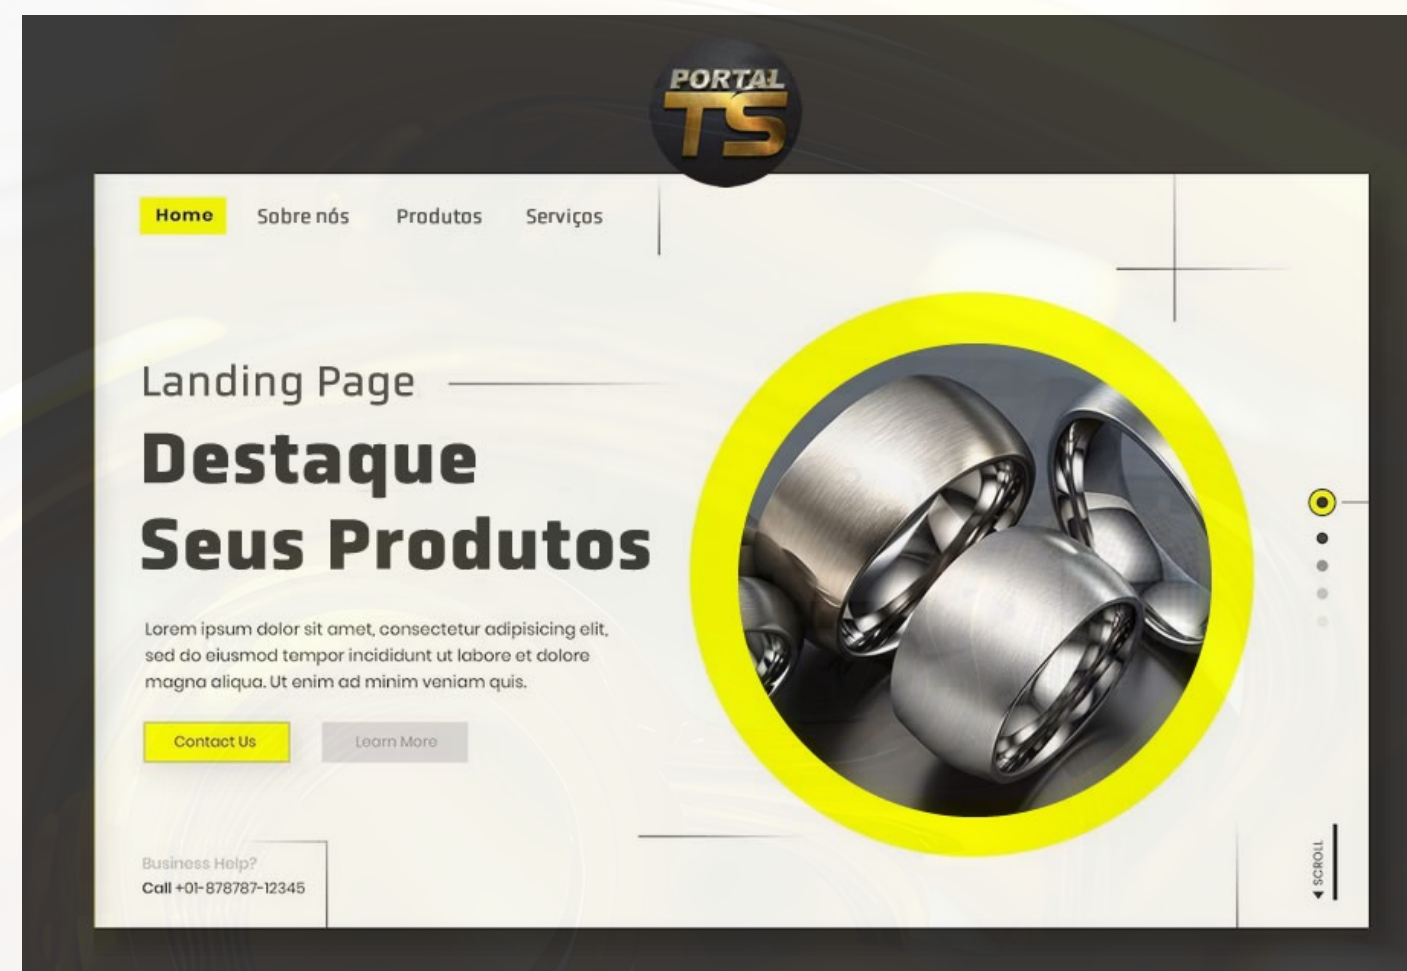 PORTAL
TS
Home Sobre nós Produtos Serviços
Landing Page
Destaque
Seus Produtos
Lorem ipsum dolor sit amet, consectetur adipisicing elit,
sed do eiusmod tempor incididunt ut labore et dolore
magna aliqua. Ut enim ad minim veniam quis.
Contact Us Learn More
Business Help?
Call +01-878787-12345
SCROLL